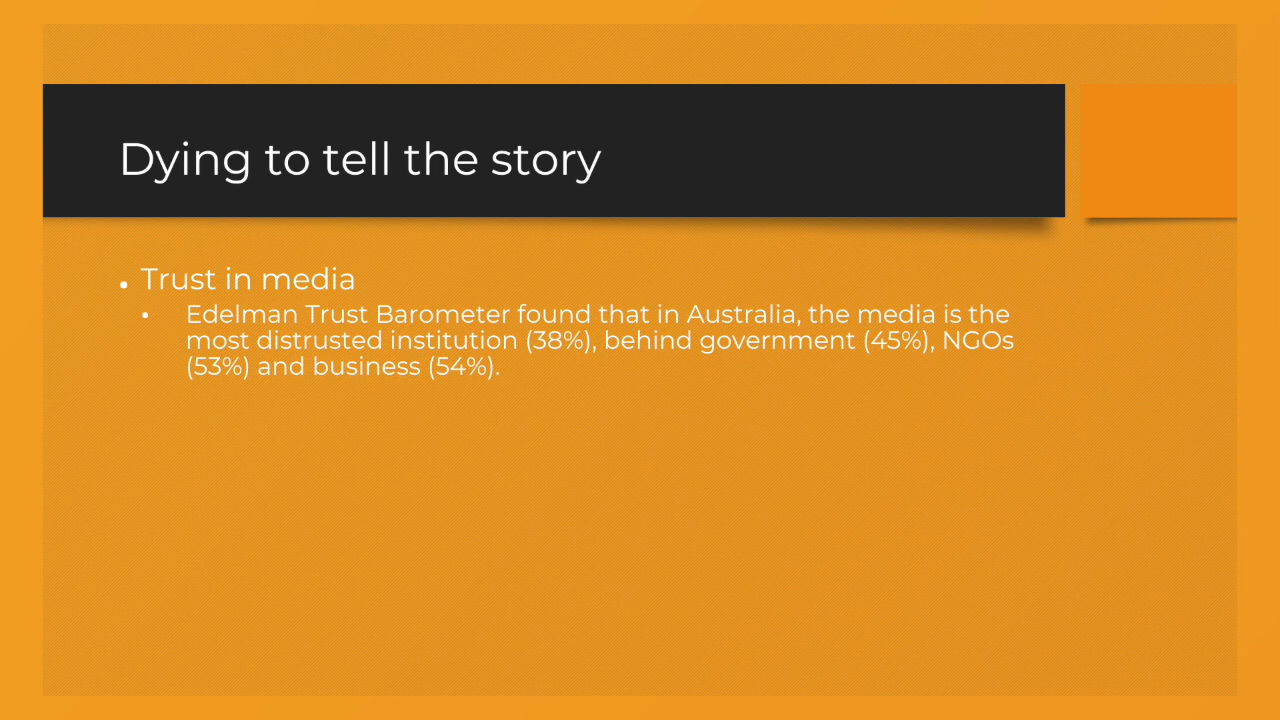 Dying to tell the story
• Trust in media
• Edelman Trust Barometer found that in Australia, the media is the
most distrusted institution (38%), behind government (45%), NGOs
(53%) and business (54%).